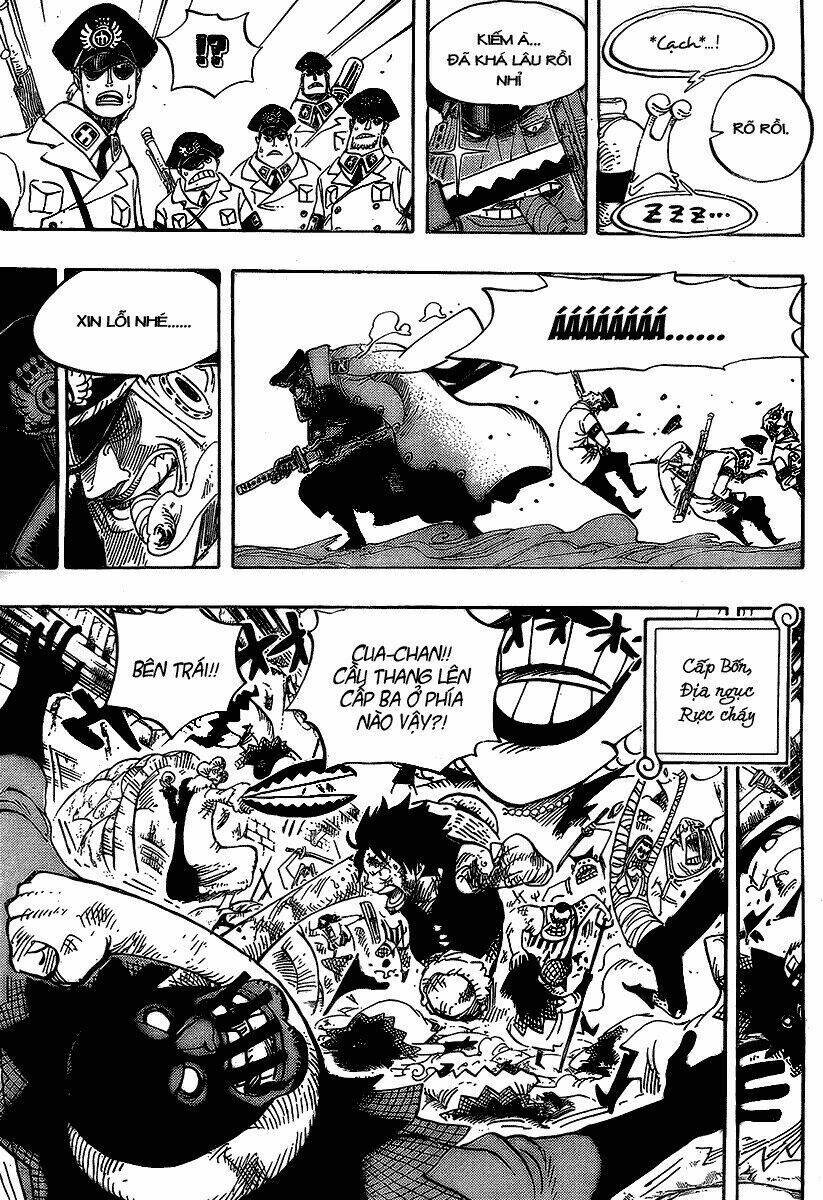 *Cạch*...!
RÕ RỒI.
ZZZ...
KIẾM À...
ĐÃ KHÁ LÂU RỒI
NHỈ
!?
ÁÁÁÁÁÁÁÁ.......
XIN LỖI NHÉ......
Cấp Bốn,
Địa ngục
Rực cháy
CUA-CHAN!!
CẦU THANG LÊN
CẤP BA Ở PHÍA
NÀO VẬY?!
BÊN TRÁI!!